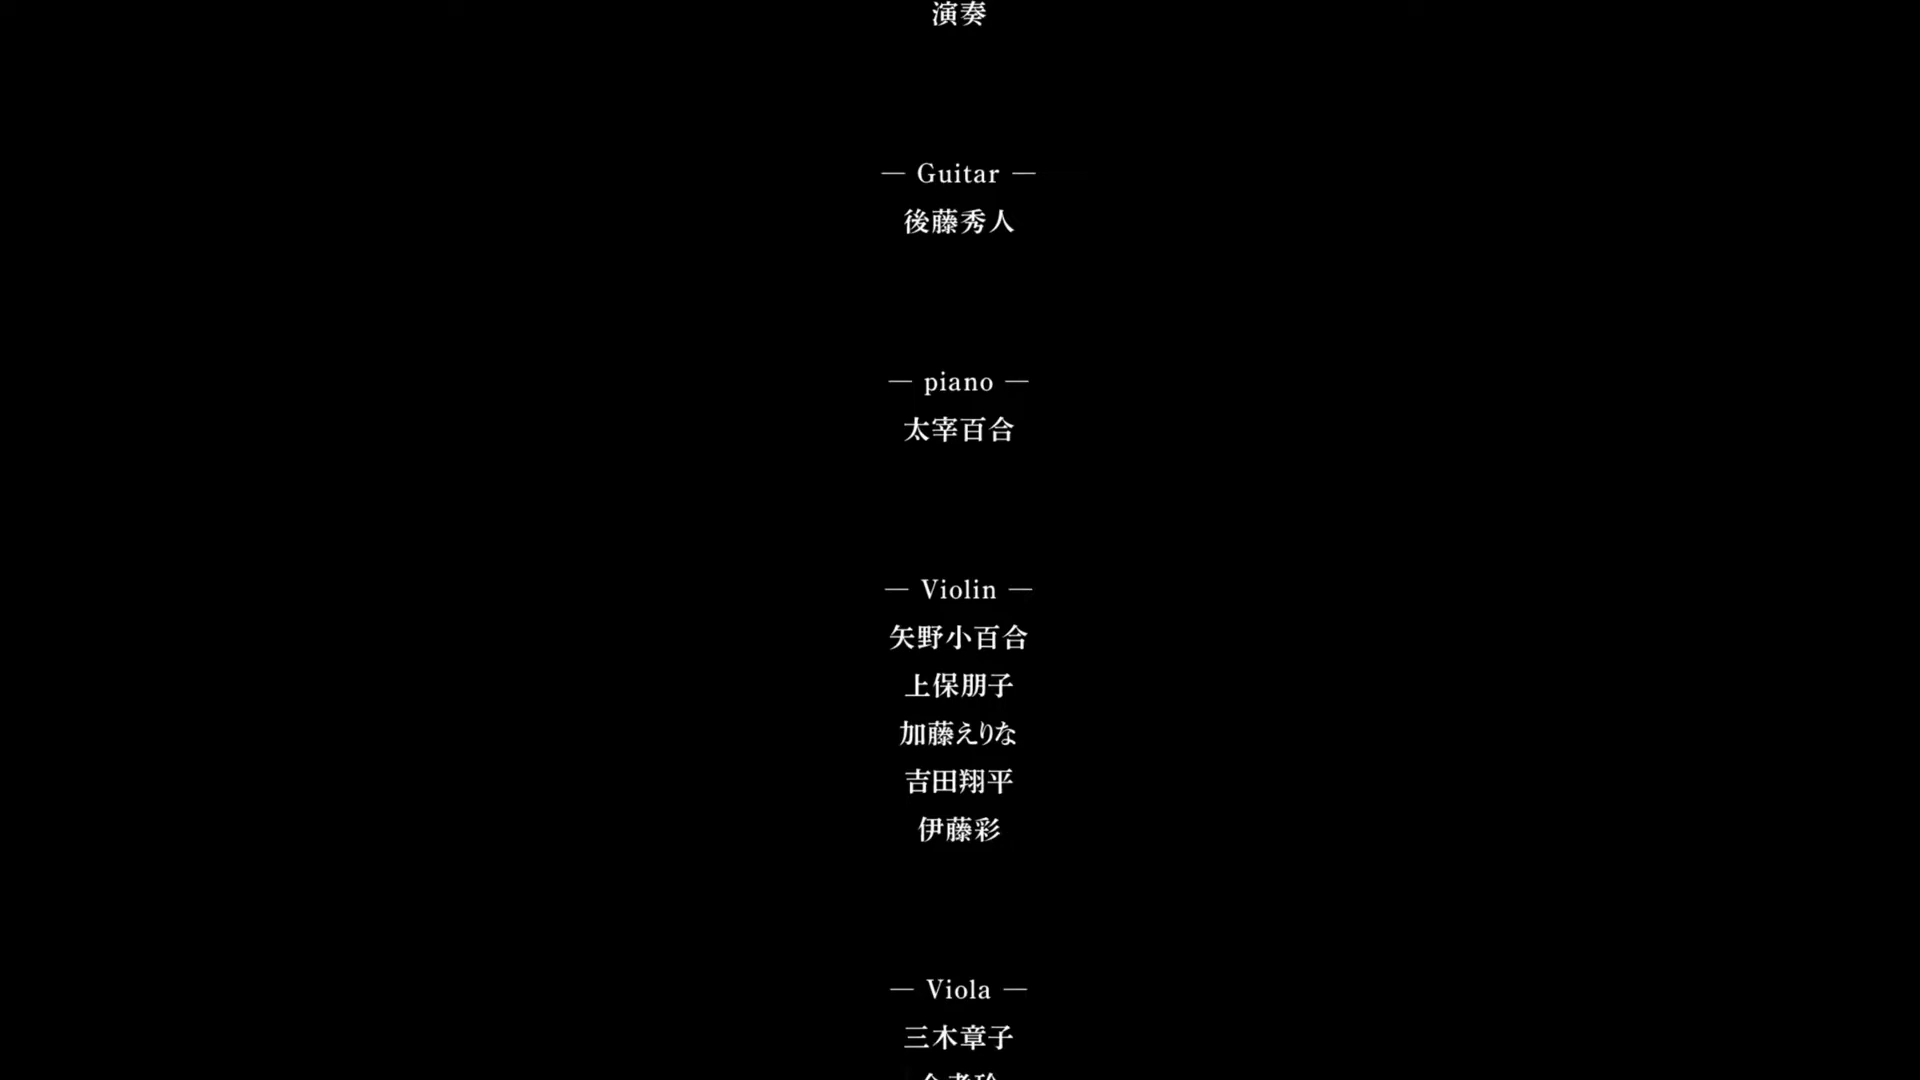 演奏
— Guitar —
後藤秀人
— piano —
太宰百合
— Violin —
矢野小百合
上保朋子
加藤えりな
吉田翔平
伊藤彩
— Viola —
三木章子